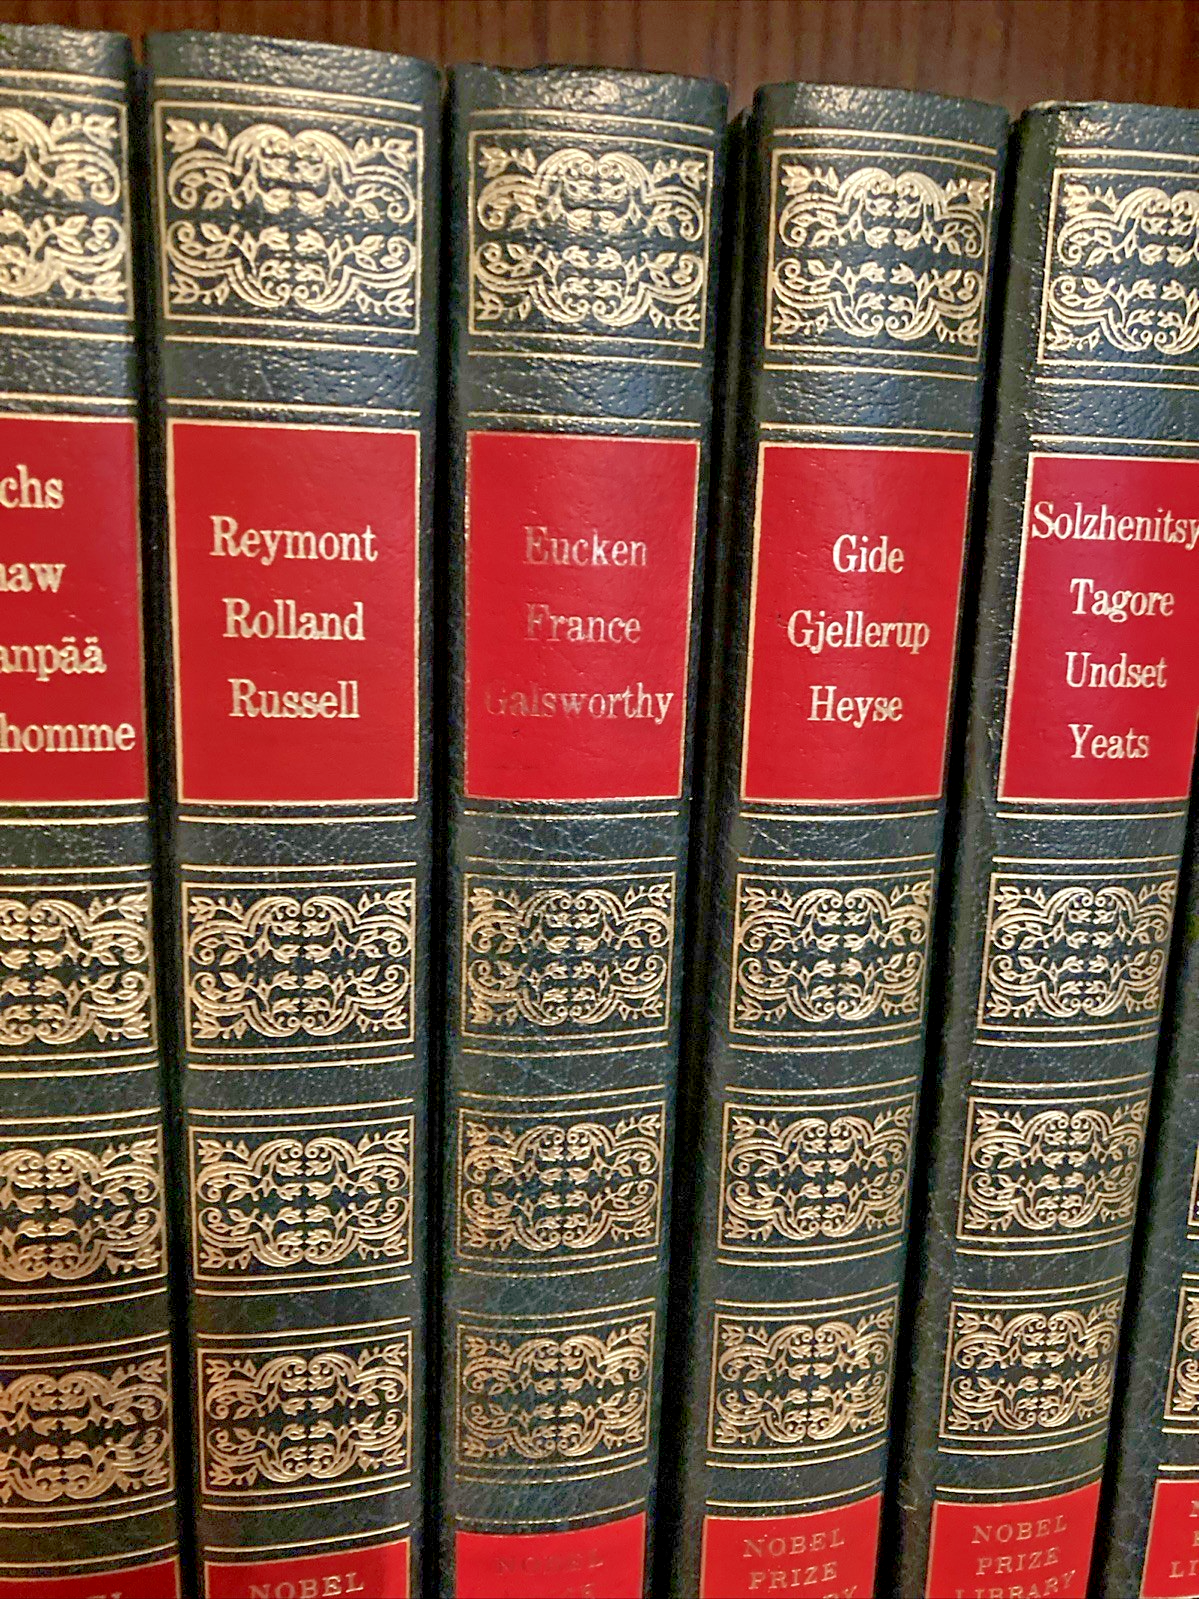 chs
haw
anpää
homme
Reymont
Rolland
Russell
NOBEL
Eucken
France
Galsworthy
NOBEL
Gide
Gjellerup
Heyse
NOBEL
PRIZE
Solzhenitsy
Tagore
Undset
Yeats
NOBEL
PRIZE
LIBRARY